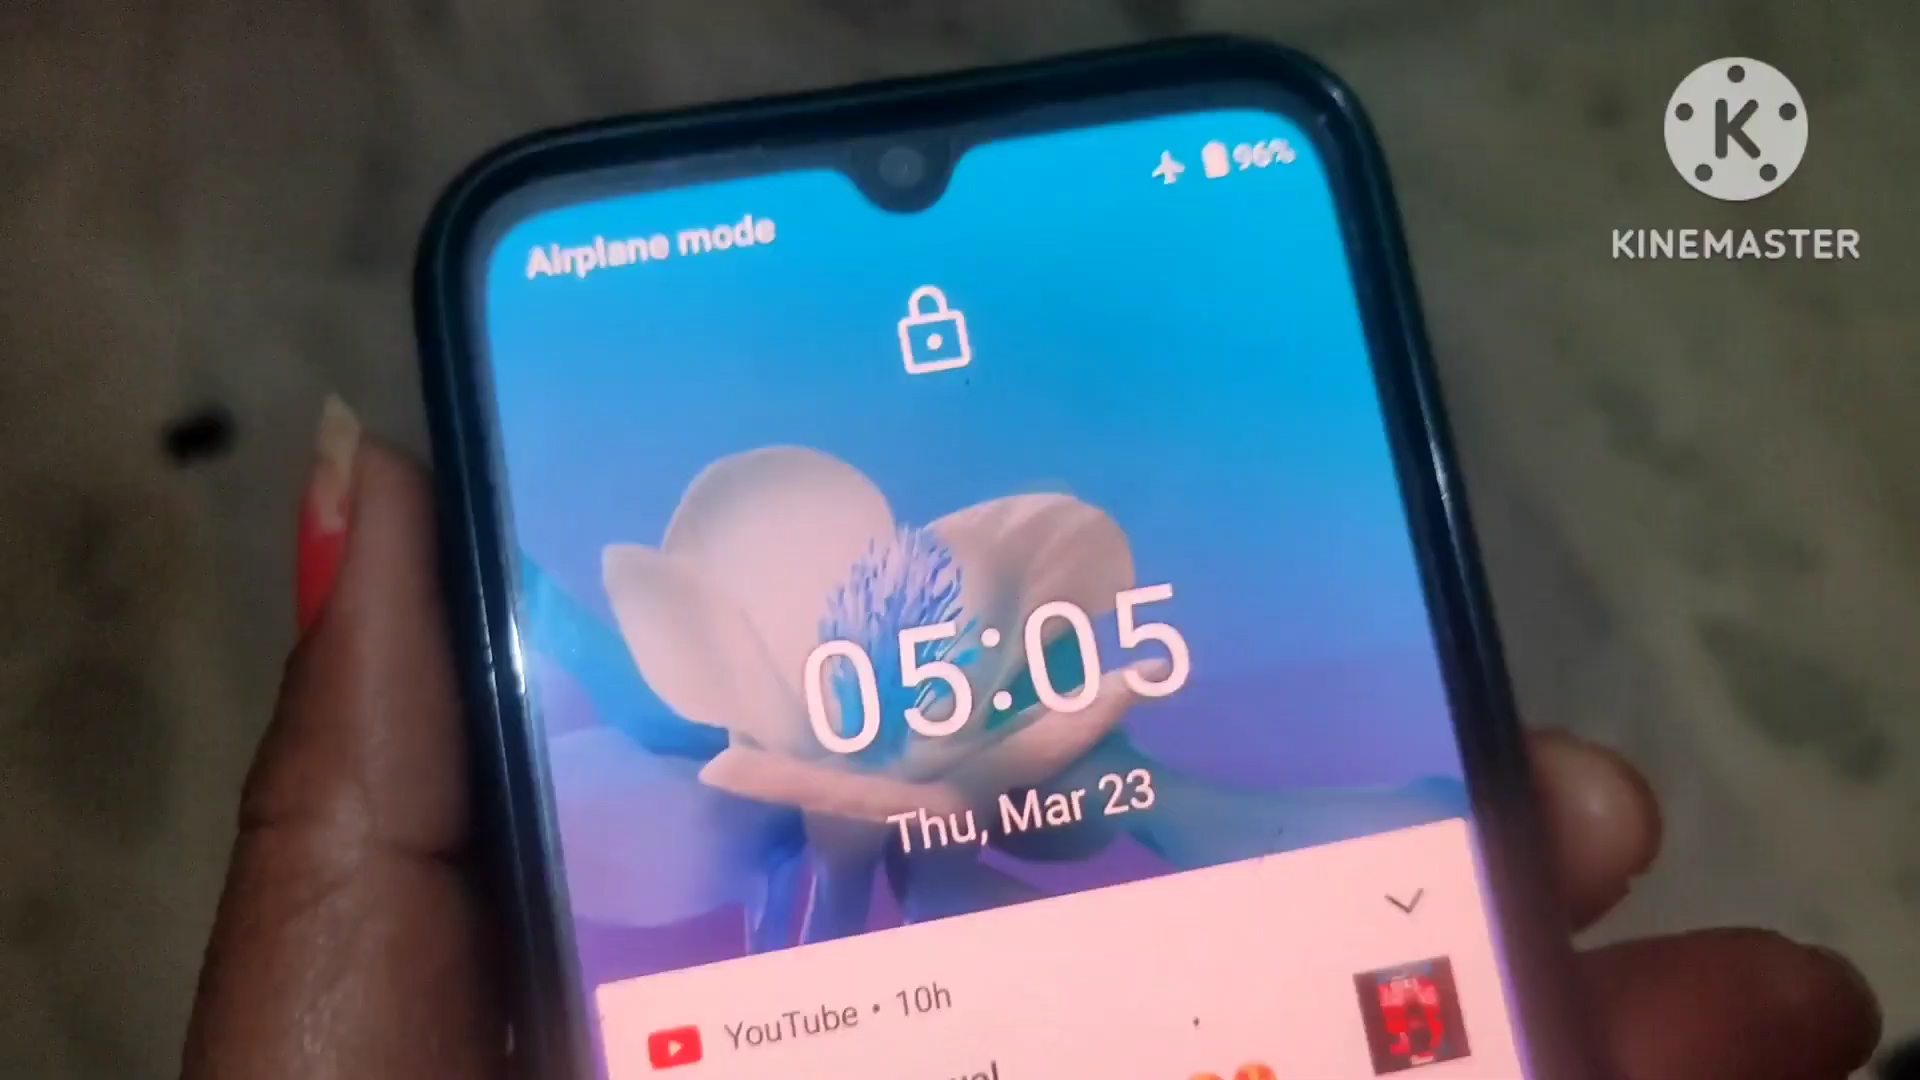 96%
Airplane mode
K
KINEMASTER
05:05
Thu, Mar 23
YouTube • 10h